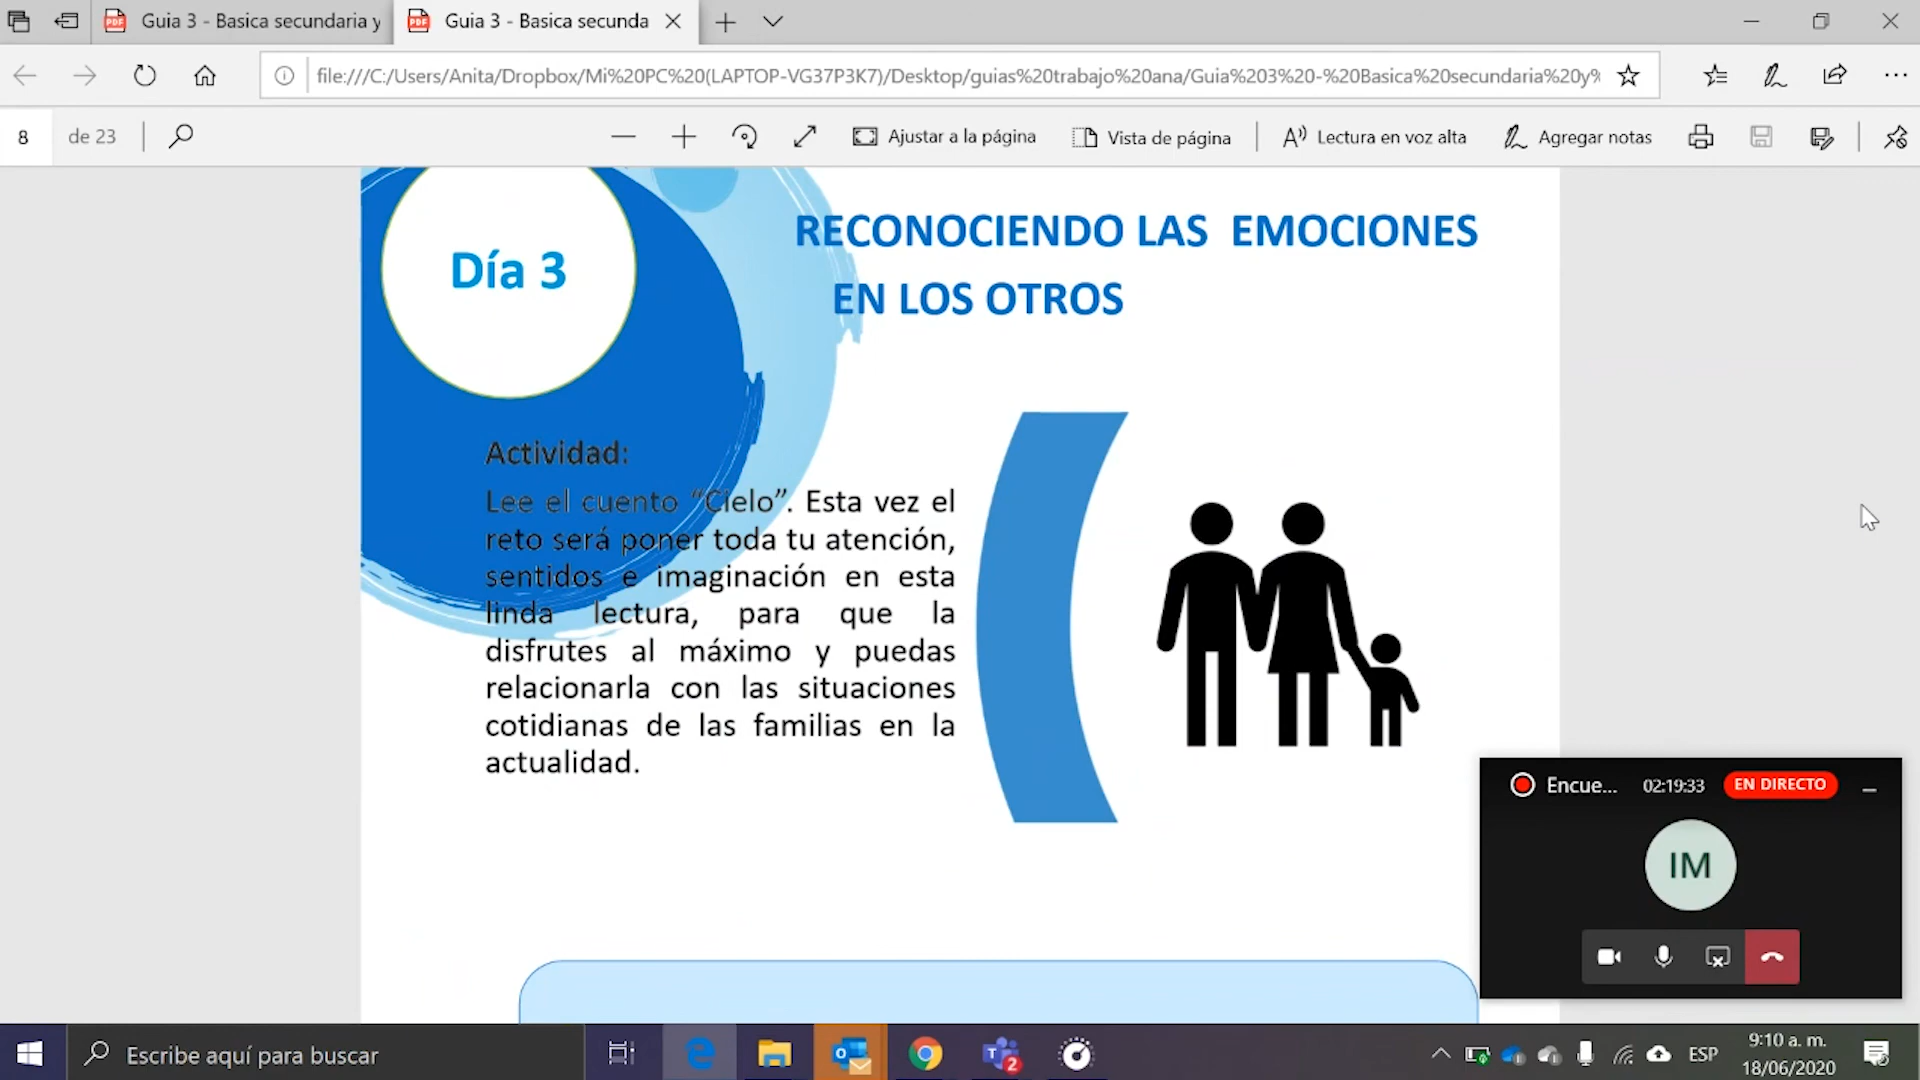 Guia 3 - Basica secundaria y
Guia 3 - Basica secunda
file:///C:/Users/Anita/Dropbox/Mi%20PC%20(LAPTOP-VG37P3K7)/Desktop/guias%20trabajo%20ana/Guia%203%20-%20Basica%20secundaria%20y%
8 de 23
Ajustar a la página
Vista de página
Lectura en voz alta
Agregar notas
Día 3
RECONOCIENDO LAS EMOCIONES
EN LOS OTROS
Actividad:
Lee el cuento “Cielo”. Esta vez el
reto será poner toda tu atención,
sentidos e imaginación en esta
linda lectura, para que la
disfrutes al máximo y puedas
relacionarla con las situaciones
cotidianas de las familias en la
actualidad.
Encue... 02:19:33 EN DIRECTO
IM
Escribe aquí para buscar
2
ESP
9:10 a. m.
18/06/2020